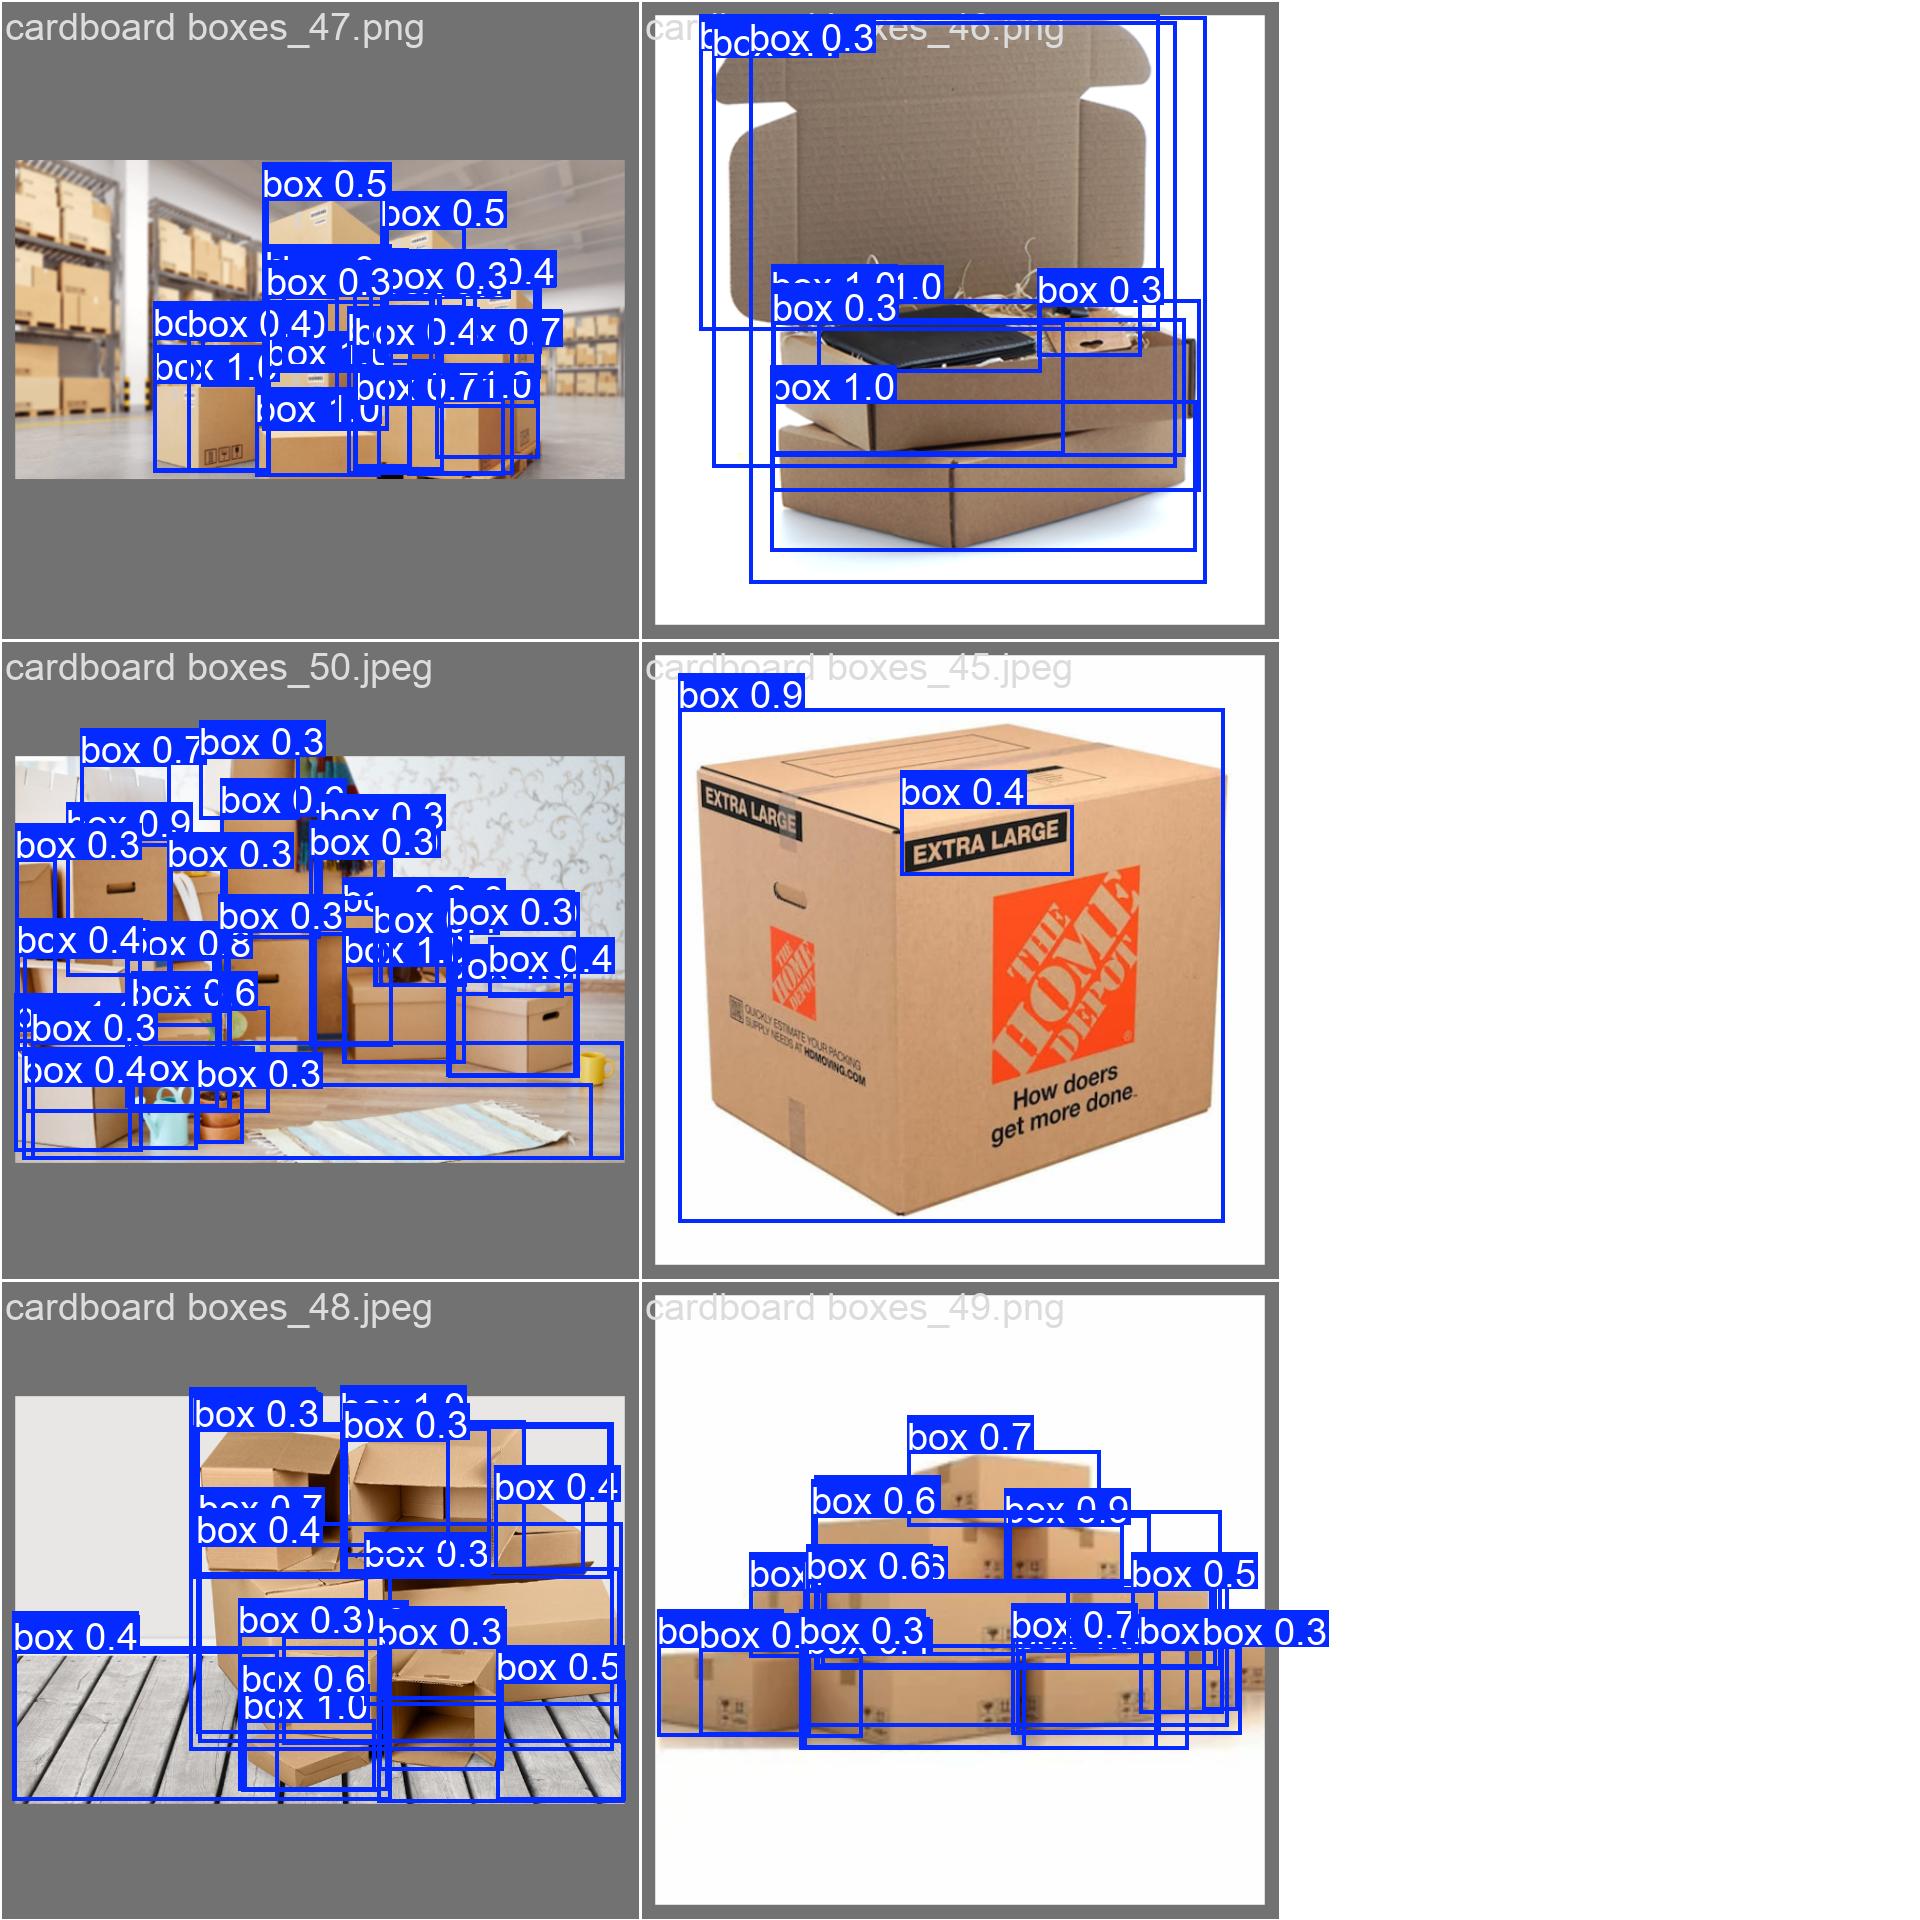 cardboard boxes_47.png
box 0.5
box 0.5
box 0.3
box 0.3
0.4
box 0.4
box 0.4
0.7
box 1.0
box 0.7
1.0
box 1.0
cardboard boxes_46.png
box 0.3
box 1.0
1.0
box 0.3
box 0.3
box 1.0
cardboard boxes_50.jpeg
box 0.7
box 0.3
box 0.3
box 0.9
box 0.3
box 0.3
box 0.3
box 0.3
box 0.3
box 0.4
box 0.8
box 0.4
box 0.6
box 0.3
box 0.4
box 0.3
cardboard boxes_45.jpeg
box 0.9
box 0.4
EXTRA LARGE
EXTRA LARGE
THE
HOME
DEPOT
THE
HOME
DEPOT
®
QUICKLY ESTIMATE YOUR PACKING
SUPPLY NEEDS AT HDMOVING.COM
How doers
get more done.
cardboard boxes_48.jpeg
box 0.3
box 1.0
box 0.3
box 0.4
box 0.7
box 0.4
box 0.3
box 0.4
box 0.3
box 0.3
box 0.5
box 0.6
box 1.0
cardboard boxes_49.png
box 0.7
box 0.6
box 0.9
box
box 0.6
box 0.5
box 0.3
box 0.7
box
box 0.3